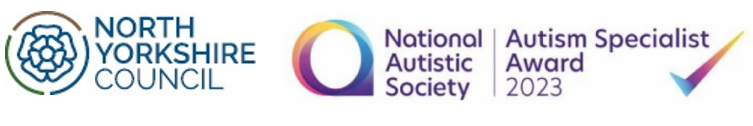 NORTH
YORKSHIRE
COUNCIL
National
Autistic
Society
Autism Specialist
Award
2023